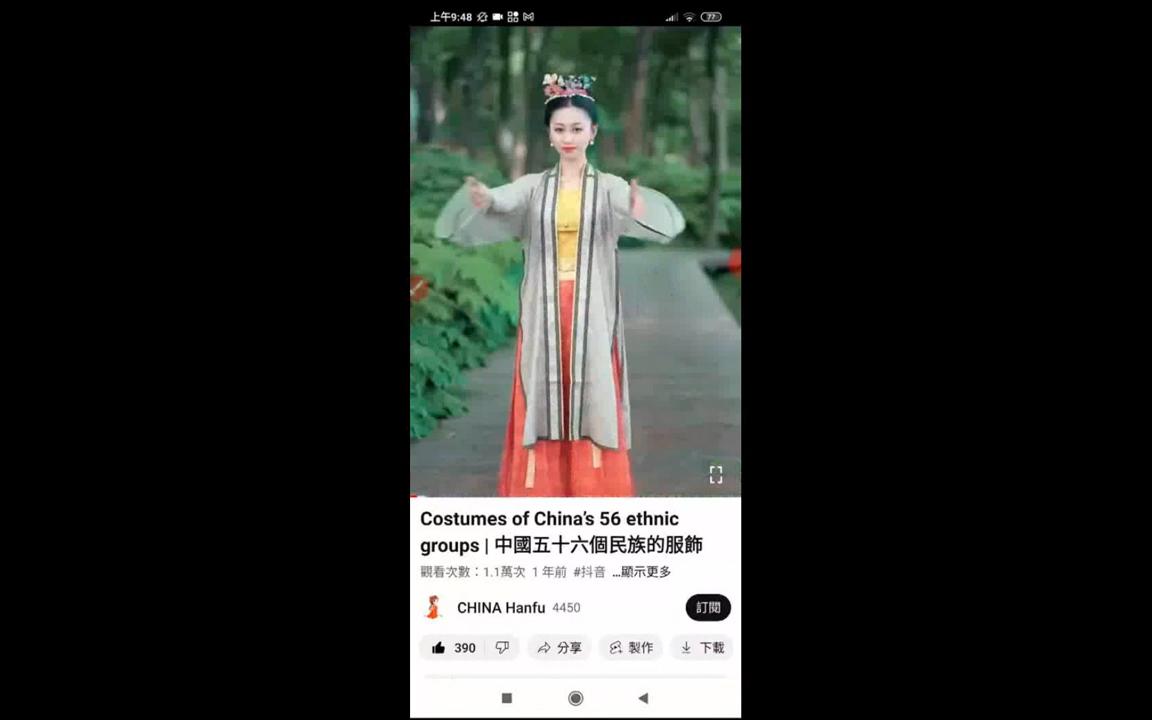 上午9:48
77
Costumes of China’s 56 ethnic
groups | 中國五十六個民族的服飾
觀看次數：1.1萬次 1 年前 #抖音 ...顯示更多
CHINA Hanfu 4450
訂閱
390
分享
製作
下載